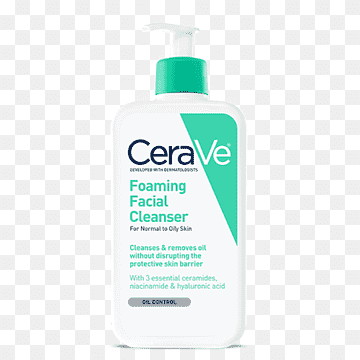 CeraVe
DEVELOPED WITH DERMATOLOGISTS
Foaming
Facial
Cleanser
For Normal to Oily Skin
Cleanses & removes oil
without disrupting the
protective skin barrier
With 3 essential ceramides,
niacinamide & hyaluronic acid
OIL CONTROL